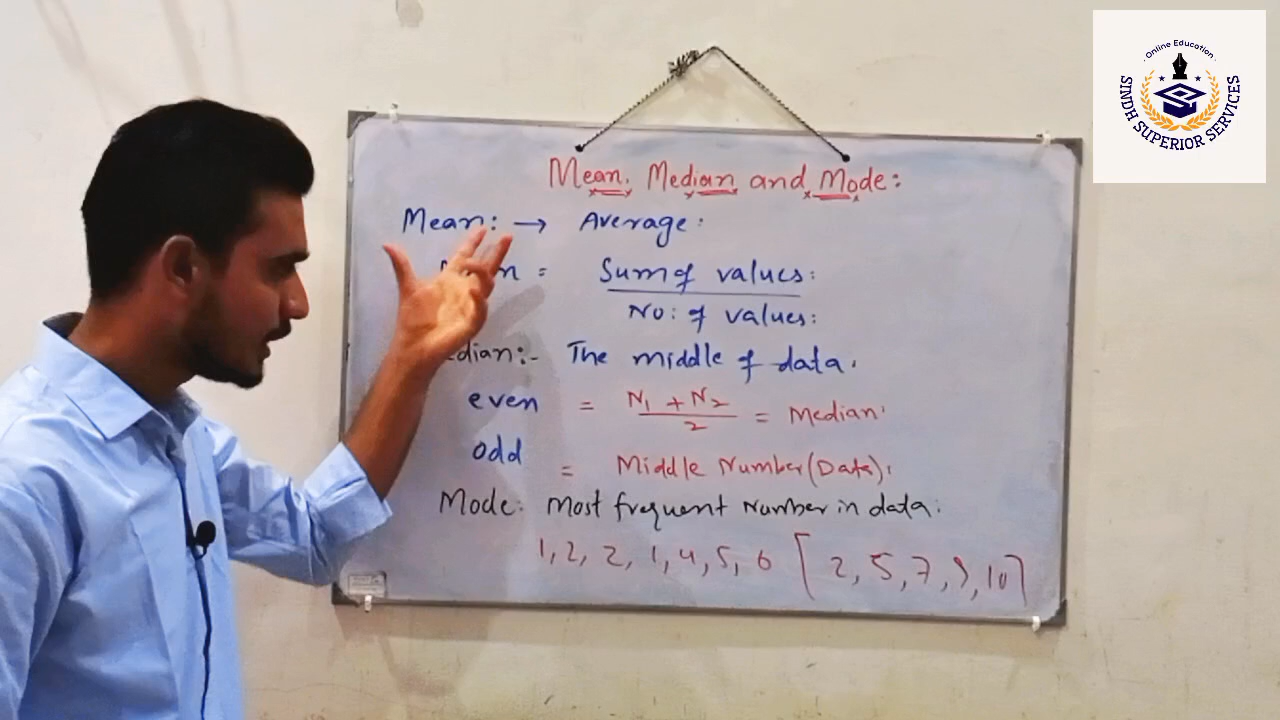 Online Education
SINDH SUPERIOR SERVICES
Mean, Median and Mode:
Mean: → Average:
= Sum of values:
No: of values:
edian:- The middle of data.
even = N1 + N2 / 2 = Median
odd = Middle Number (Data):
Mode: Most frequent Number in data:
1, 2, 2, 1, 4, 5, 6 [ 2, 5, 7, 9, 10 ]